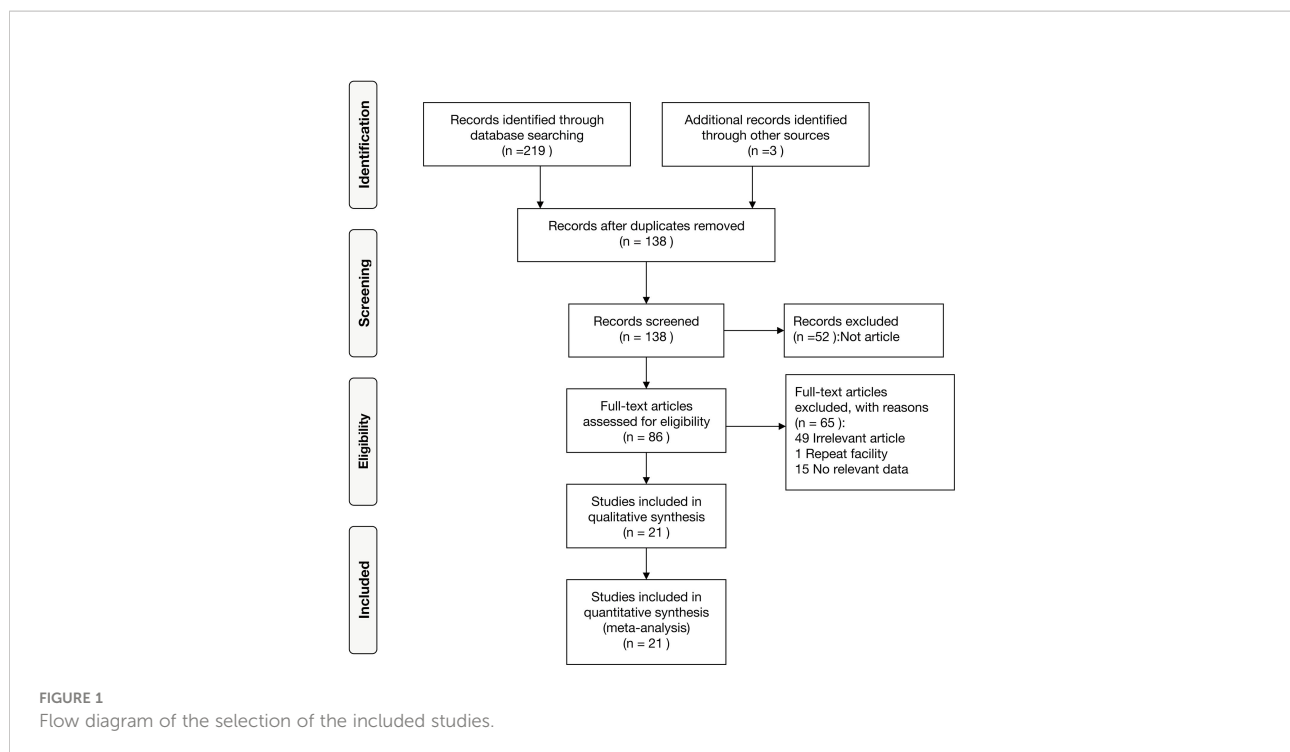 Identification
Records identified through
database searching
(n =219 )
Additional records identified
through other sources
(n =3 )
Records after duplicates removed
(n = 138 )
Screening
Records screened
(n = 138 )
Records excluded
(n =52 ):Not article
Eligibility
Full-text articles
assessed for eligibility
(n = 86 )
Full-text articles
excluded, with reasons
(n = 65 ):
49 Irrelevant article
1 Repeat facility
15 No relevant data
Studies included in
qualitative synthesis
(n = 21 )
Included
Studies included in
quantitative synthesis
(meta-analysis)
(n = 21 )
FIGURE 1
Flow diagram of the selection of the included studies.